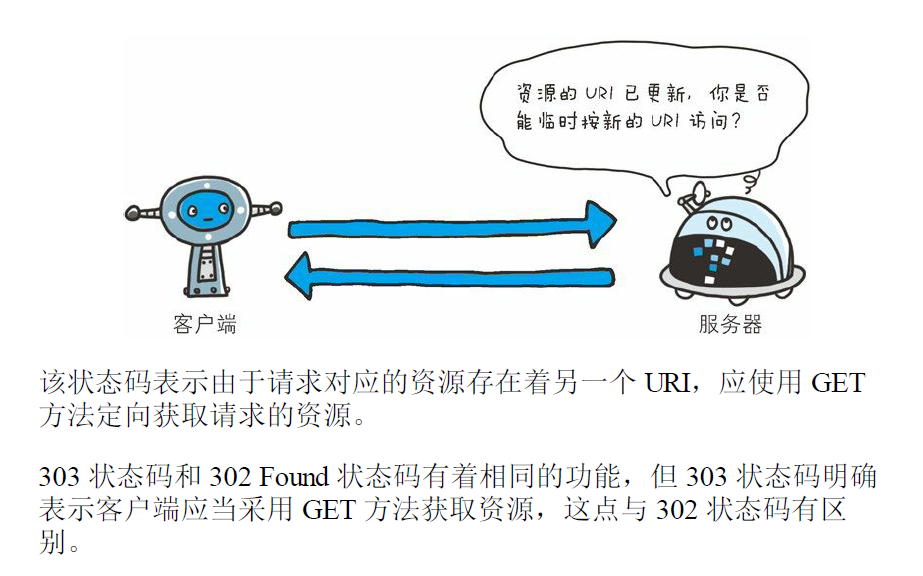 资源的 URI 已更新，你是否
能临时按新的 URI 访问？
客户端
服务器
该状态码表示由于请求对应的资源存在着另一个 URI，应使用 GET
方法定向获取请求的资源。
303 状态码和 302 Found 状态码有着相同的功能，但 303 状态码明确
表示客户端应当采用 GET 方法获取资源，这点与 302 状态码有区
别。